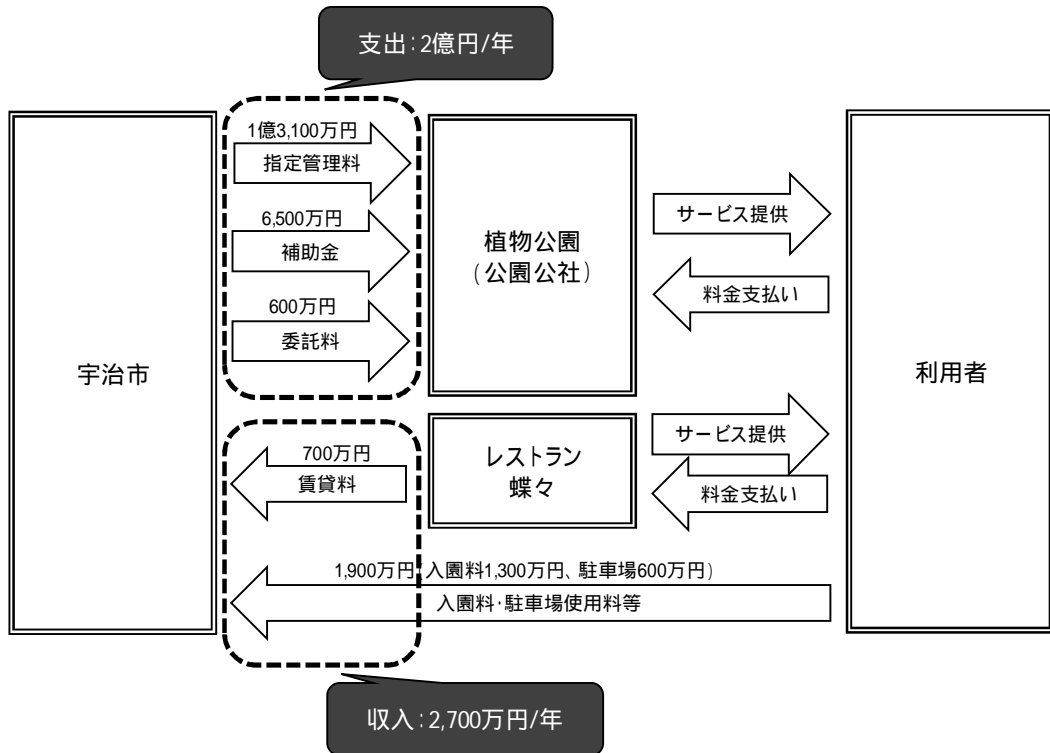 支出：2億円/年
1億3,100万円
指定管理料
6,500万円
補助金
600万円
委託料
宇治市
植物公園
(公園公社)
サービス提供
料金支払い
利用者
700万円
賃貸料
レストラン
蝶々
サービス提供
料金支払い
1,900万円 入園料1,300万円、駐車場600万円)
入園料・駐車場使用料等
収入：2,700万円/年